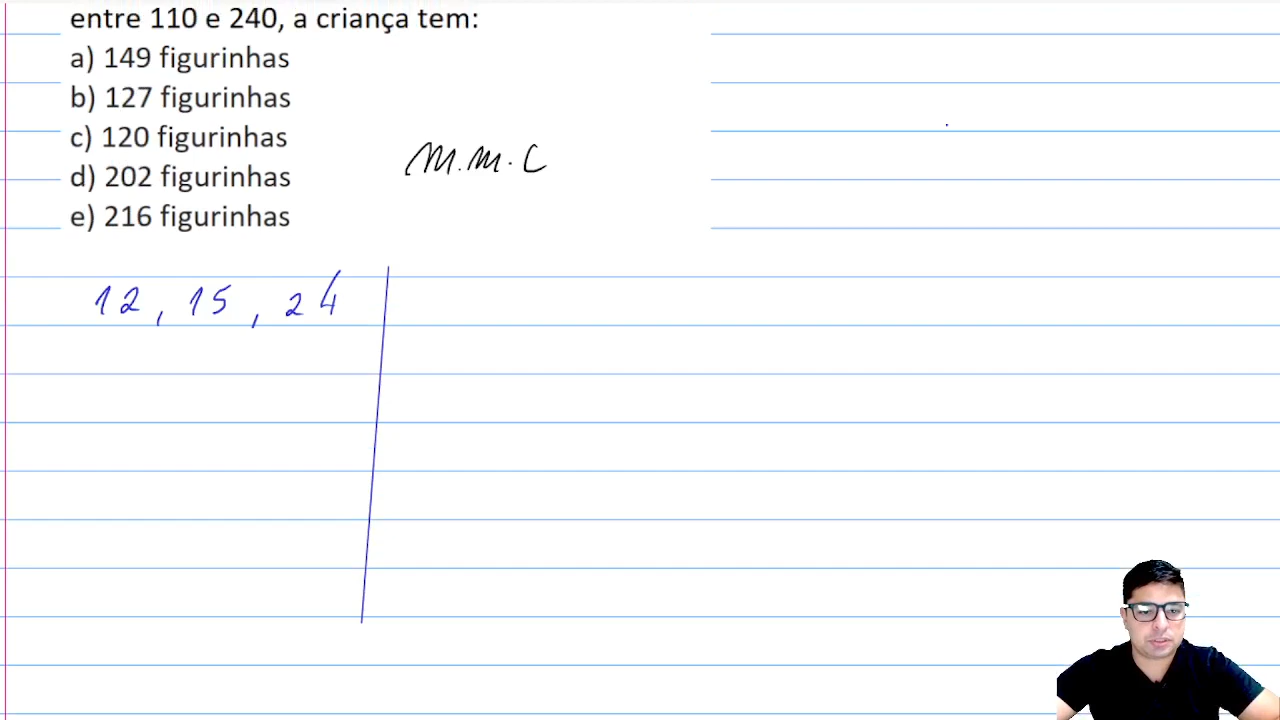 entre 110 e 240, a criança tem:
a) 149 figurinhas
b) 127 figurinhas
c) 120 figurinhas
d) 202 figurinhas
e) 216 figurinhas
M.M.C
12, 15, 24